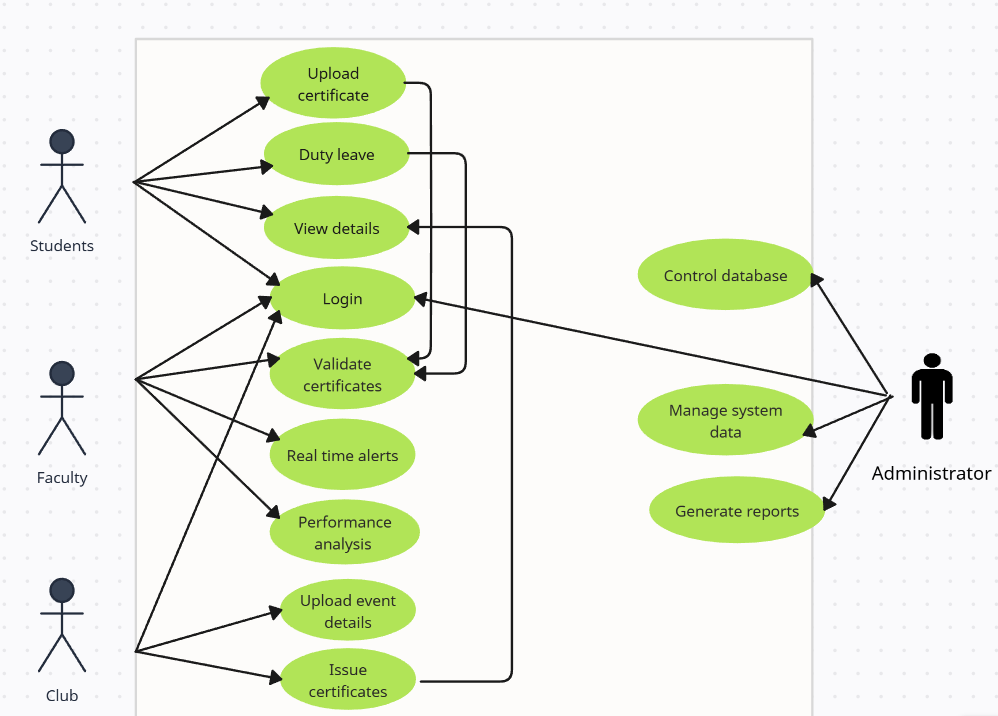 Upload
certificate
Duty leave
View details
Students
Login
Control database
Validate
certificates
Manage system
data
Real time alerts
Faculty
Administrator
Performance
analysis
Generate reports
Upload event
details
Issue
certificates
Club